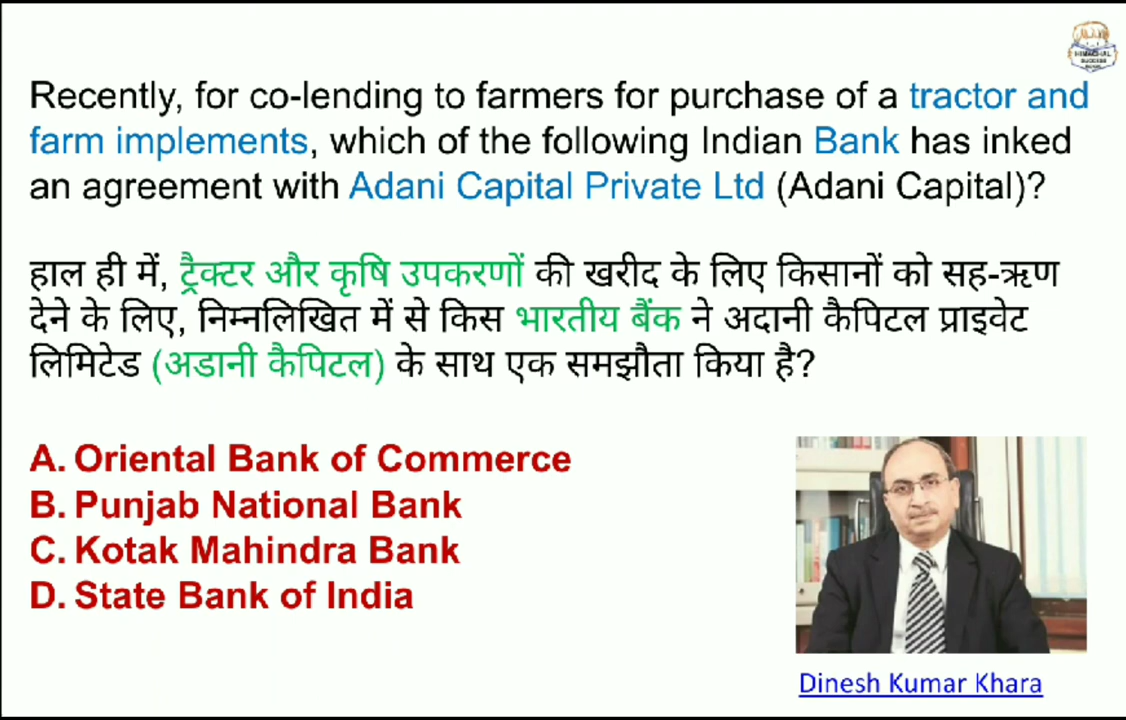 HIMACHAL
SUCCESS
Recently, for co-lending to farmers for purchase of a tractor and
farm implements, which of the following Indian Bank has inked
an agreement with Adani Capital Private Ltd (Adani Capital)?
हाल ही में, ट्रैक्टर और कृषि उपकरणों की खरीद के लिए किसानों को सह-ऋण
देने के लिए, निम्नलिखित में से किस भारतीय बैंक ने अदानी कैपिटल प्राइवेट
लिमिटेड (अडानी कैपिटल) के साथ एक समझौता किया है?
A. Oriental Bank of Commerce
B. Punjab National Bank
C. Kotak Mahindra Bank
D. State Bank of India
Dinesh Kumar Khara